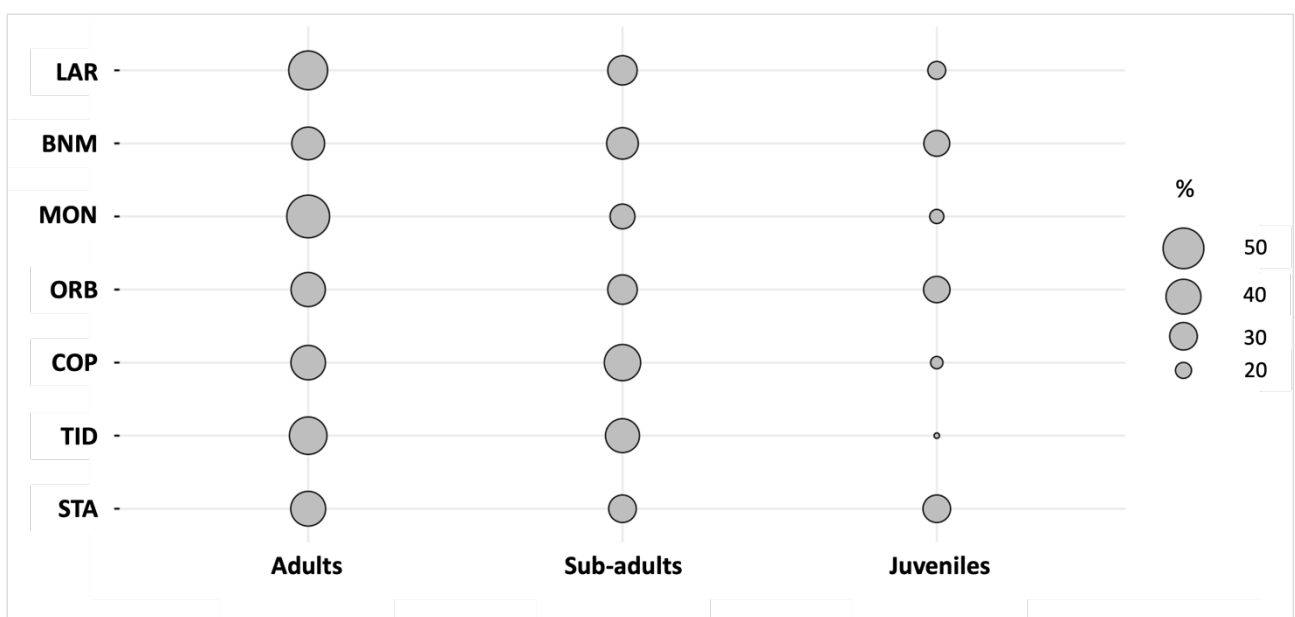 LAR
BNM
MON
ORB
COP
TID
STA
Adults Sub-adults Juveniles
%
50
40
30
20